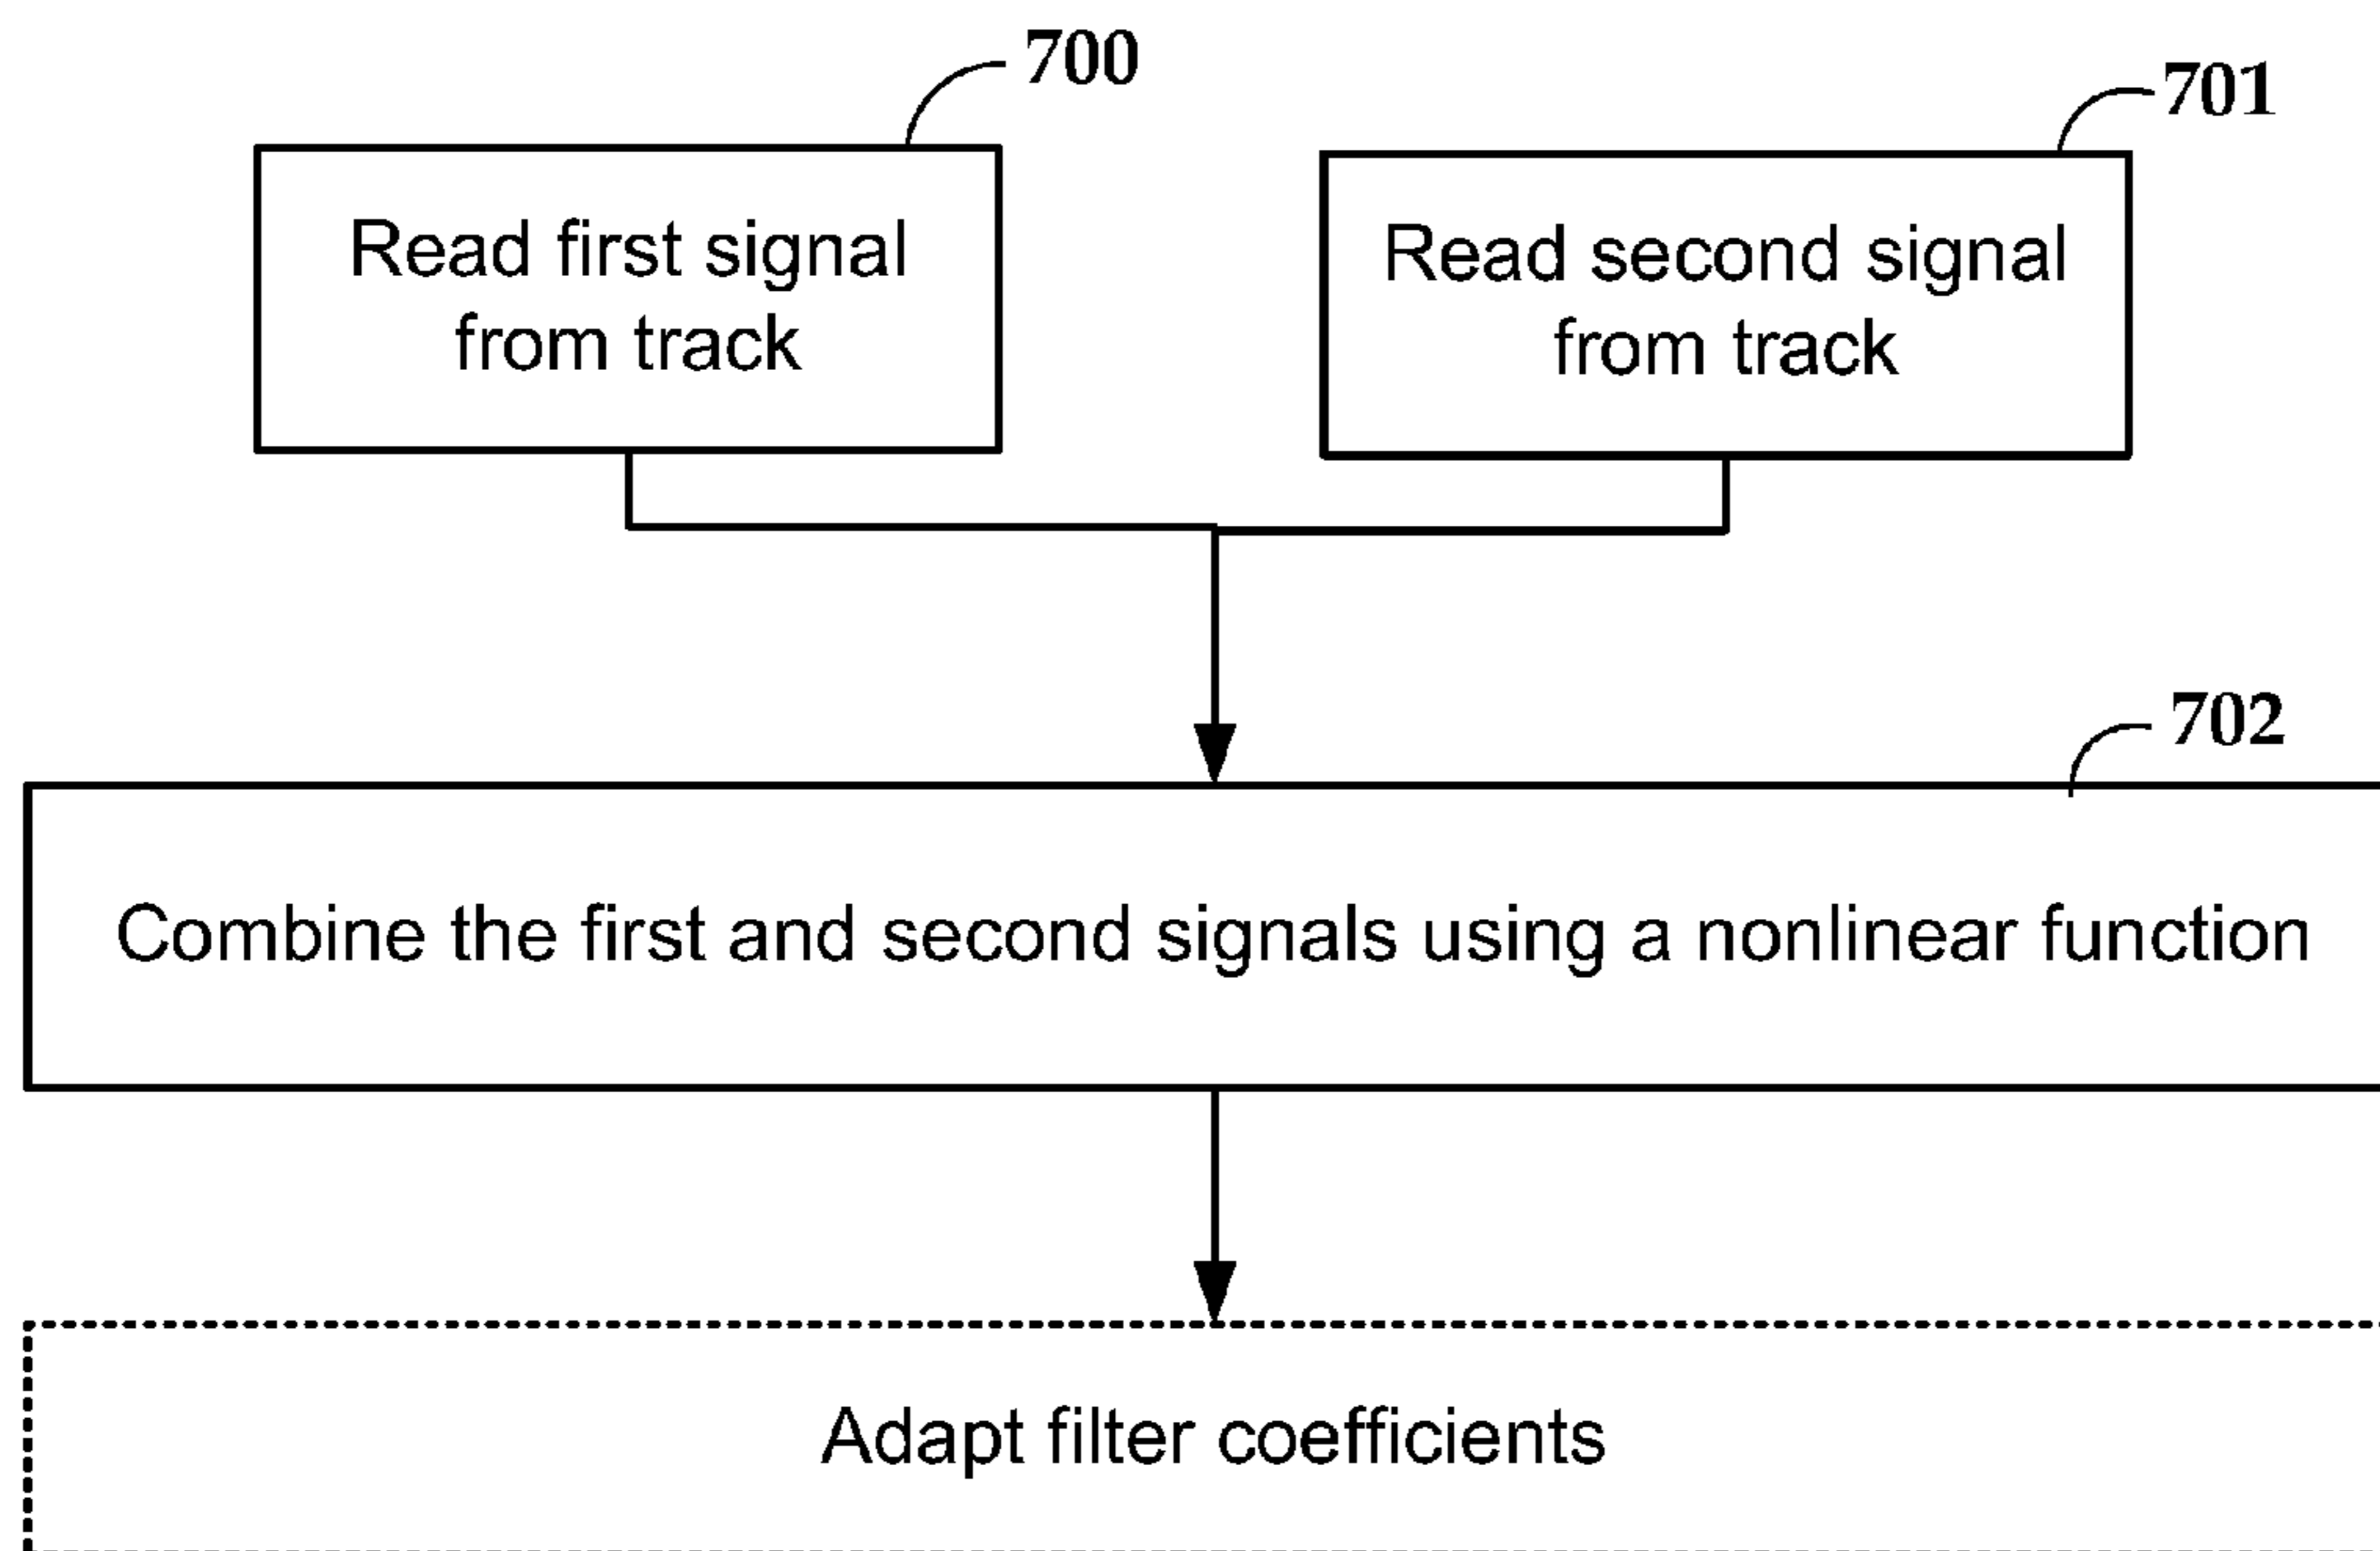 700
701
Read first signal
from track
Read second signal
from track
702
Combine the first and second signals using a nonlinear function
Adapt filter coefficients